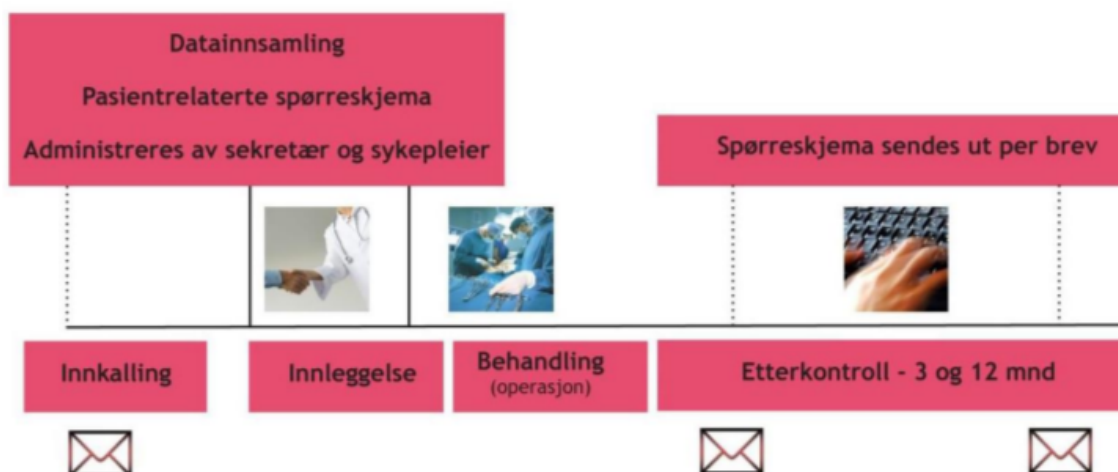 Datainnsamling
Pasientrelaterte spørreskjema
Administreres av sekretær og sykepleier
Spørreskjema sendes ut per brev
Innkalling
Innleggelse
Behandling
(operasjon)
Etterkontroll - 3 og 12 mnd